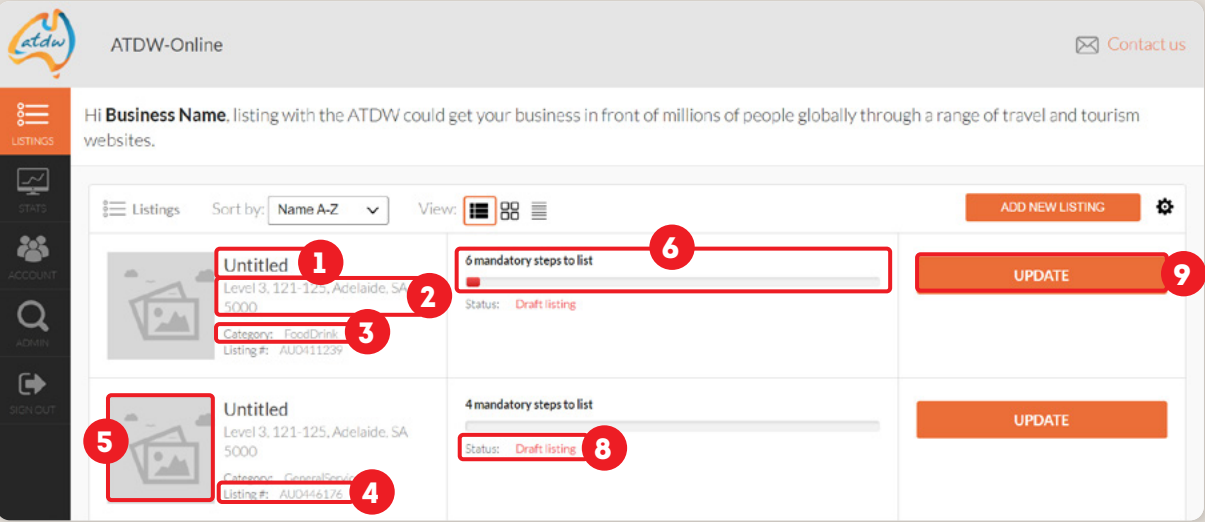 atdw
ATDW-Online
Contact us
LISTINGS
Hi Business Name, listing with the ATDW could get your business in front of millions of people globally through a range of travel and tourism
websites.
STATS
Listings Sort by: Name A-Z View: ADD NEW LISTING
ACCOUNT
Untitled 1
Level 3, 121-125, Adelaide, SA 2
5000
Category: FoodDrink 3
Listing #: AU0411239
6 mandatory steps to list 6
Status: Draft listing
UPDATE 9
ADMIN
SIGN OUT
5
Untitled
Level 3, 121-125, Adelaide, SA
5000
Category:
Listing #: AU0446176 4
4 mandatory steps to list
Status: Draft listing 8
UPDATE